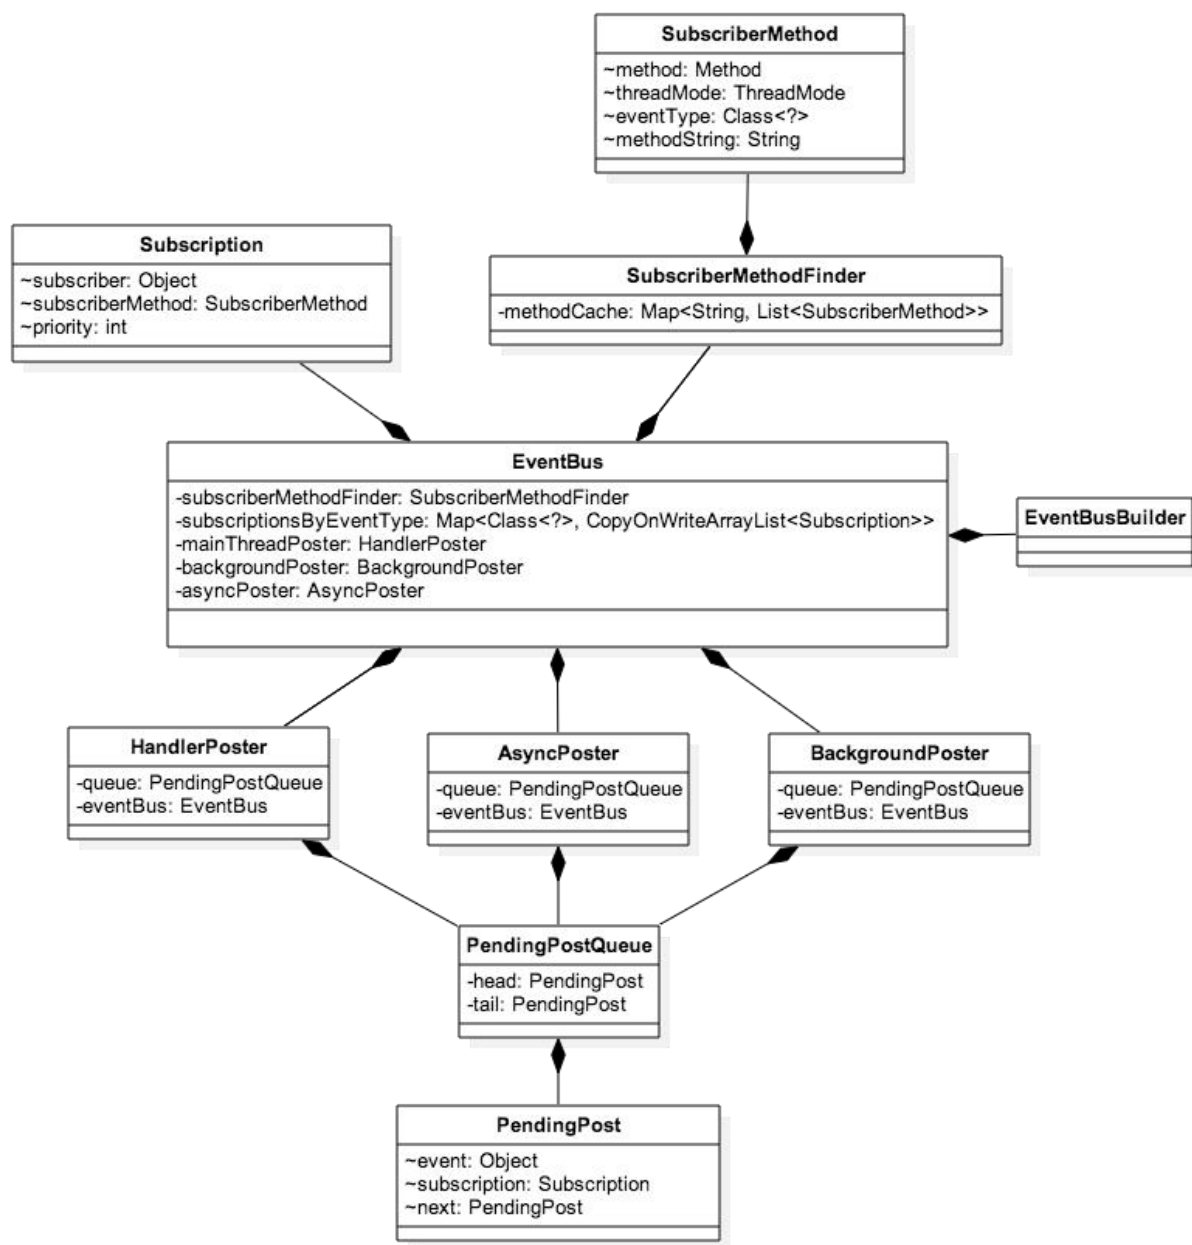 SubscriberMethod
~method: Method
~threadMode: ThreadMode
~eventType: Class<?>
~methodString: String
Subscription
~subscriber: Object
~subscriberMethod: SubscriberMethod
~priority: int
SubscriberMethodFinder
-methodCache: Map<String, List<SubscriberMethod>>
EventBus
-subscriberMethodFinder: SubscriberMethodFinder
-subscriptionsByEventType: Map<Class<?>, CopyOnWriteArrayList<Subscription>>
-mainThreadPoster: HandlerPoster
-backgroundPoster: BackgroundPoster
-asyncPoster: AsyncPoster
EventBusBuilder
HandlerPoster
-queue: PendingPostQueue
-eventBus: EventBus
AsyncPoster
-queue: PendingPostQueue
-eventBus: EventBus
BackgroundPoster
-queue: PendingPostQueue
-eventBus: EventBus
PendingPostQueue
-head: PendingPost
-tail: PendingPost
PendingPost
~event: Object
~subscription: Subscription
~next: PendingPost